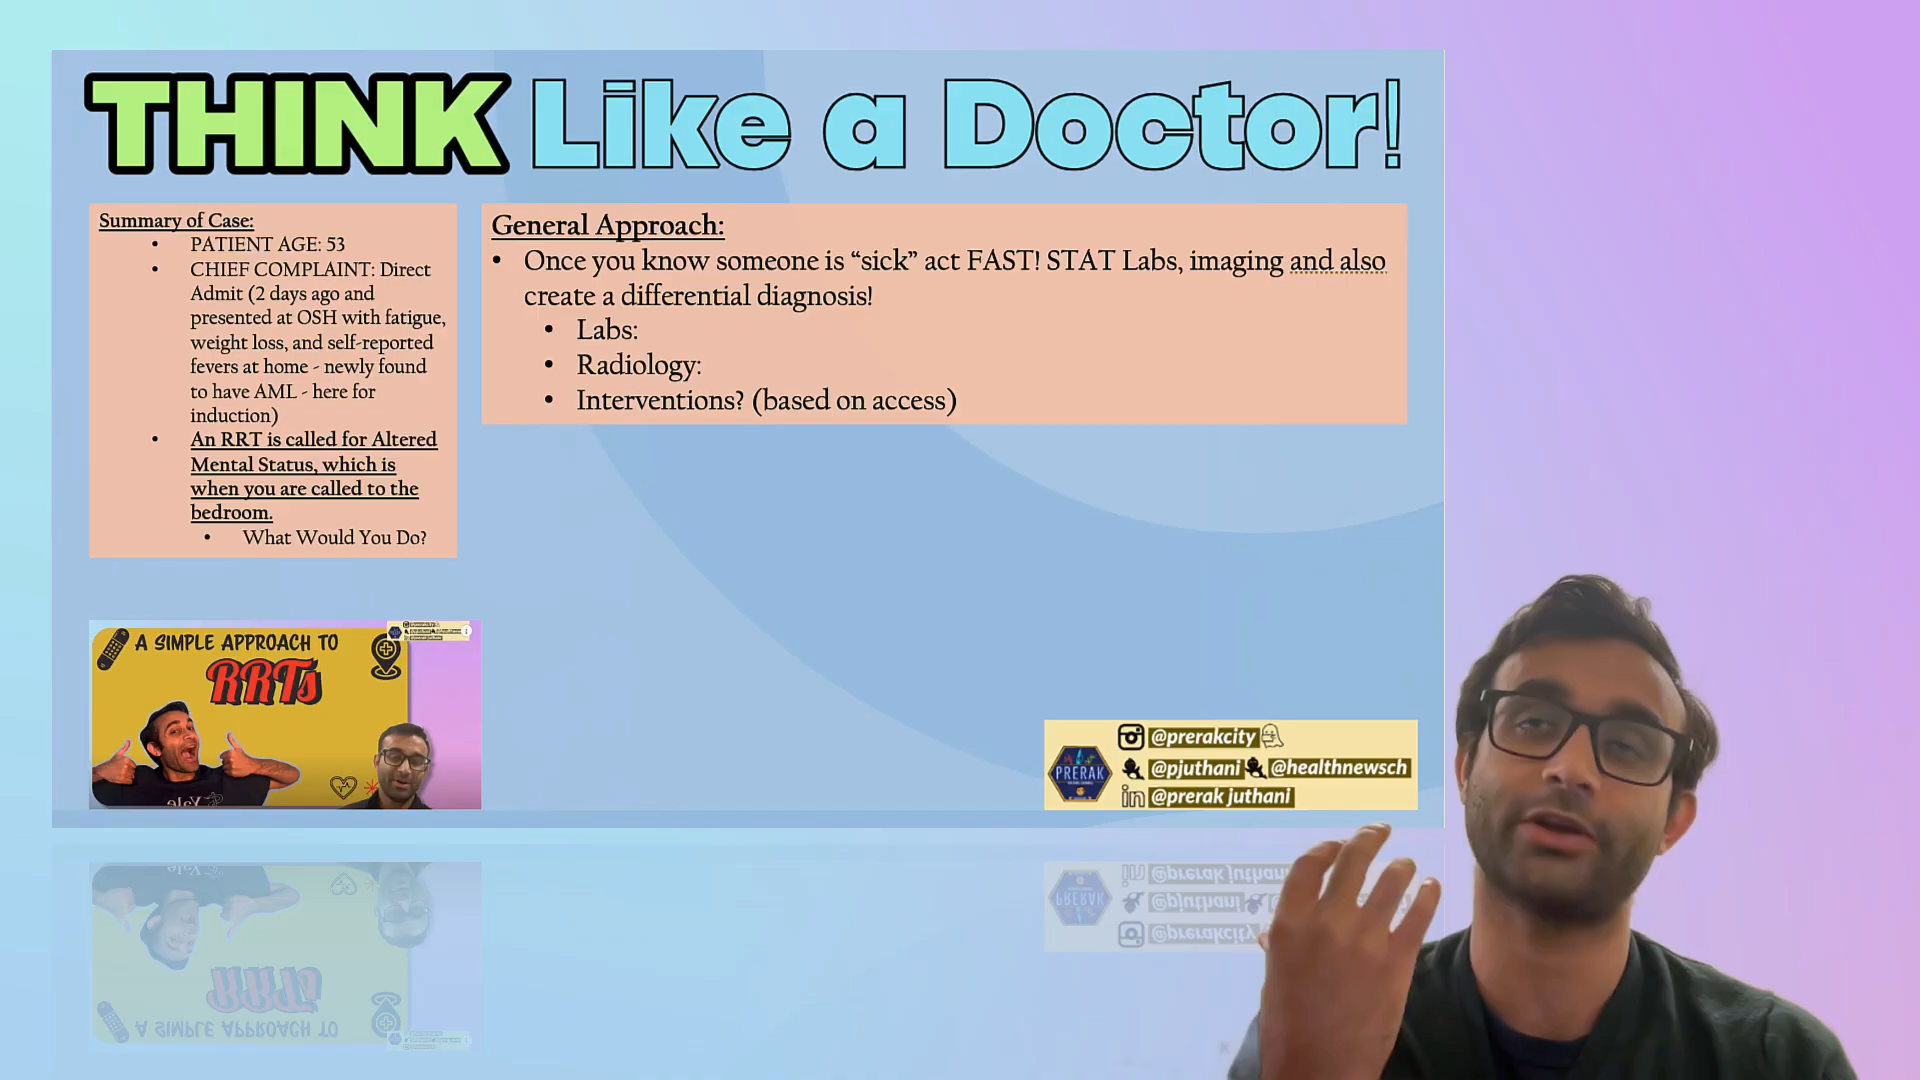 THINK Like a Doctor!
Summary of Case:
• PATIENT AGE: 53
• CHIEF COMPLAINT: Direct
Admit (2 days ago and
presented at OSH with fatigue,
weight loss, and self-reported
fevers at home - newly found
to have AML - here for
induction)
• An RRT is called for Altered
Mental Status, which is
when you are called to the
bedroom.
• What Would You Do?
General Approach:
• Once you know someone is “sick” act FAST! STAT Labs, imaging and also
create a differential diagnosis!
• Labs:
• Radiology:
• Interventions? (based on access)
A SIMPLE APPROACH TO
RRTs
Yale
PRERAK
@prerakcity
@pjuthani @healthnewsch
in @prerak juthani